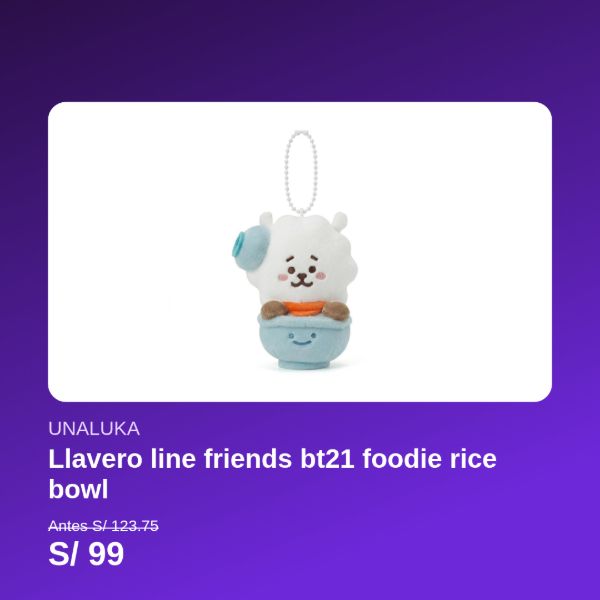 UNALUKA
Llavero line friends bt21 foodie rice
bowl
Antes S/ 123.75
S/ 99